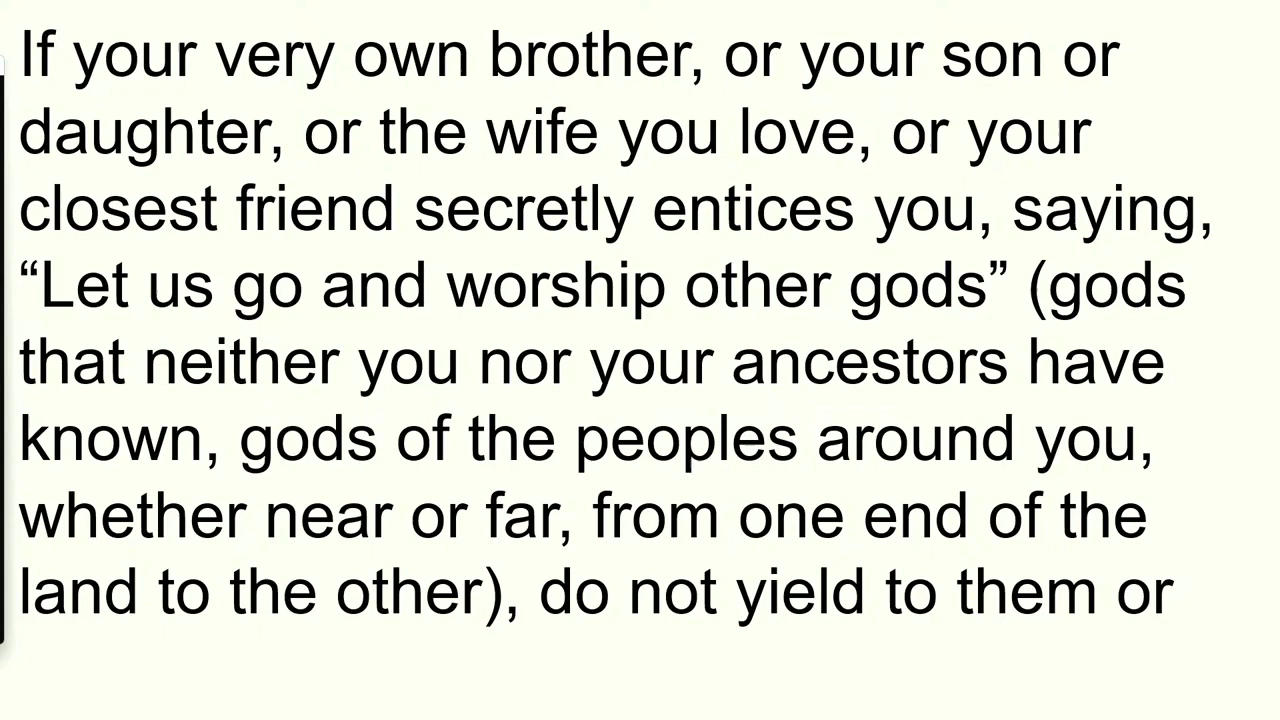 If your very own brother, or your son or
daughter, or the wife you love, or your
closest friend secretly entices you, saying,
“Let us go and worship other gods” (gods
that neither you nor your ancestors have
known, gods of the peoples around you,
whether near or far, from one end of the
land to the other), do not yield to them or